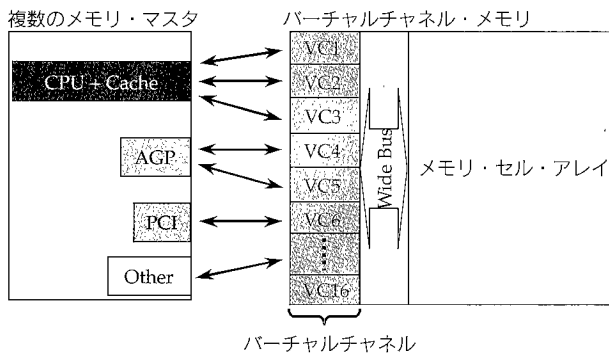 複数のメモリ・マスタ
バーチャルチャネル・メモリ
CPU + Cache
AGP
PCI
Other
VC1
VC2
VC3
VC4
VC5
VC6
VC16
Wide Bus
メモリ・セル・アレイ
バーチャルチャネル